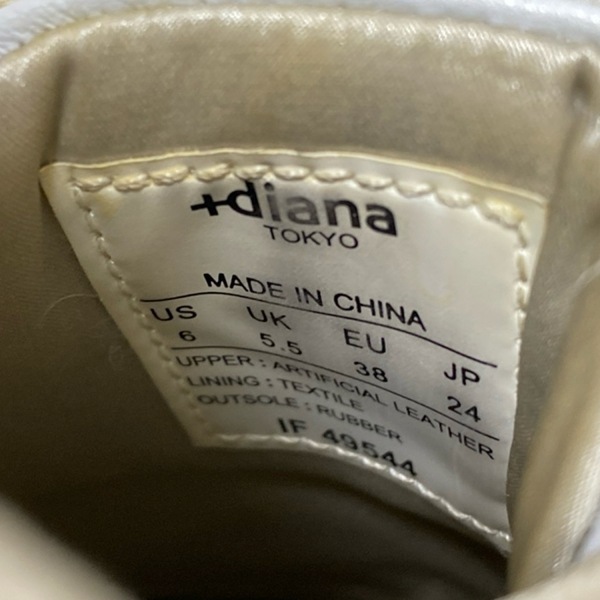 +diana
TOKYO
MADE IN CHINA
US UK EU JP
6 5.5 38 24
UPPER : ARTIFICIAL LEATHER
LINING : TEXTILE
OUTSOLE : RUBBER
IF 49544